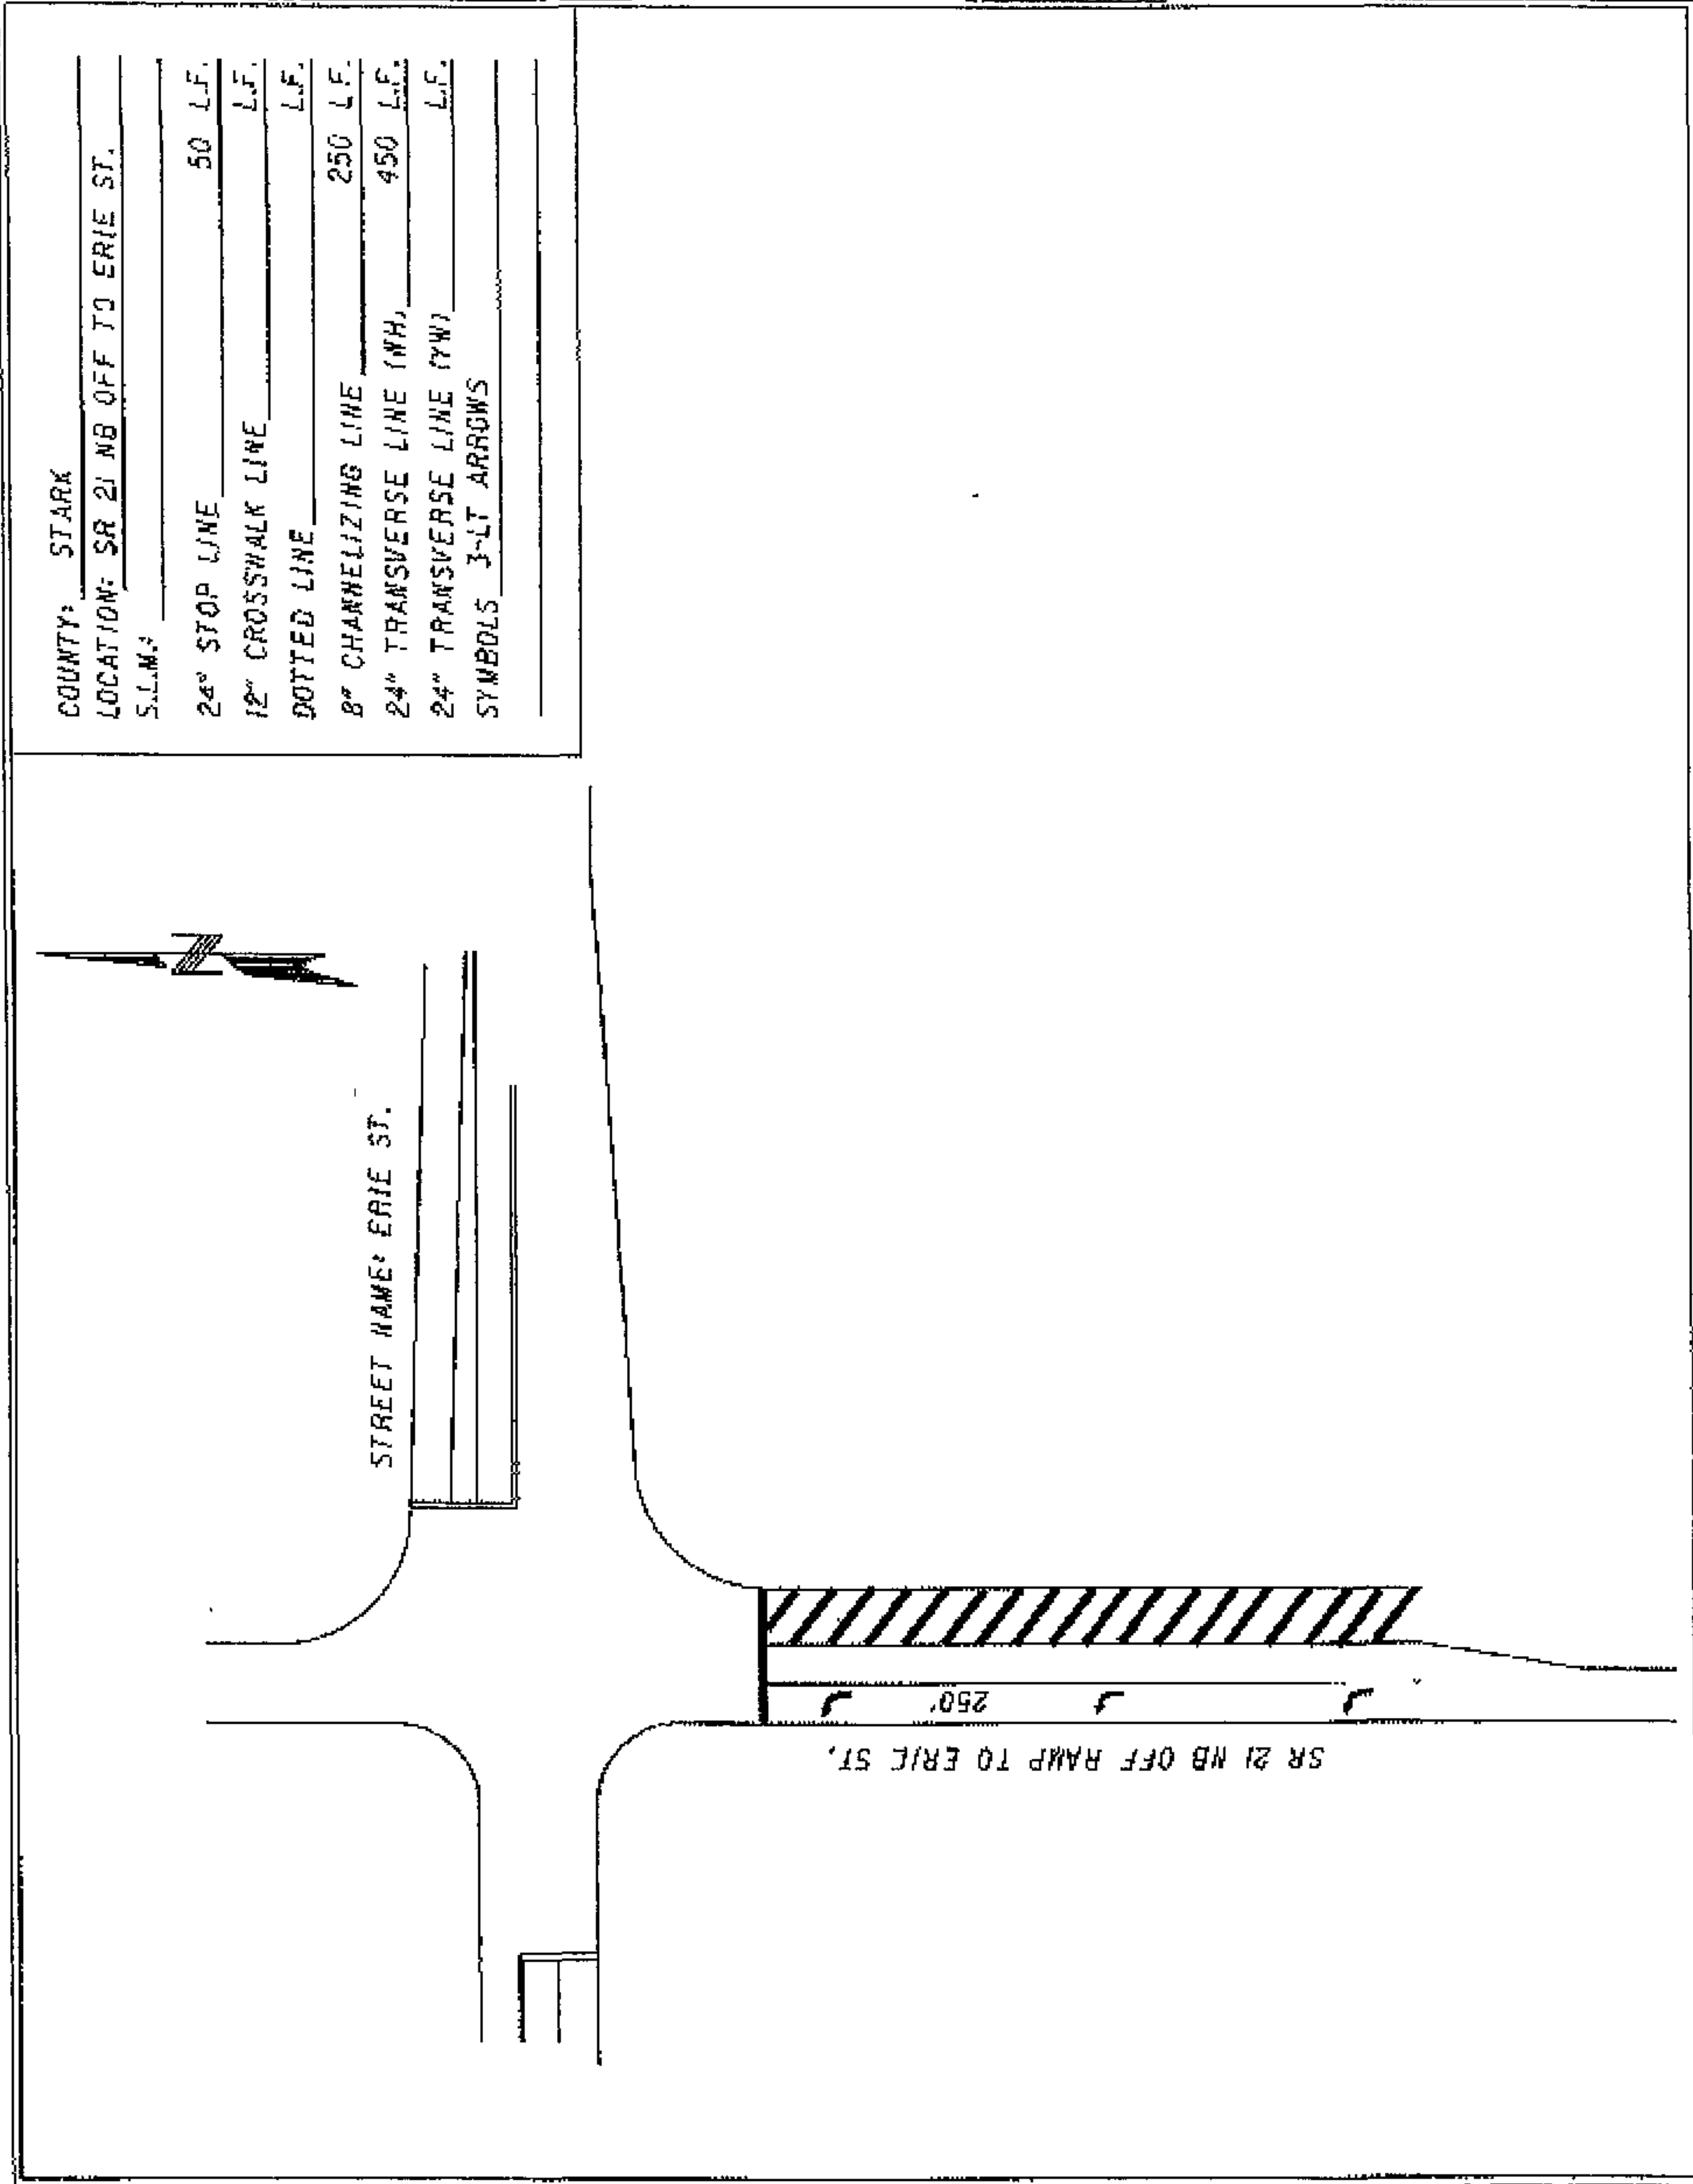 COUNTY: STARK
LOCATION: SR 21 NB OFF TO ERIE ST.
S.L.M:
24" STOP LINE 50 L.F.
12" CROSSWALK LINE L.F.
DOTTED LINE L.F.
8" CHANNELIZING LINE 250 L.F.
24" TRANSVERSE LINE (WH) 450 L.F.
24" TRANSVERSE LINE (YW) L.F.
SYMBOLS 3-LT ARROWS
N
STREET NAME: ERIE ST.
250'
SR 21 NB OFF RAMP TO ERIE ST.